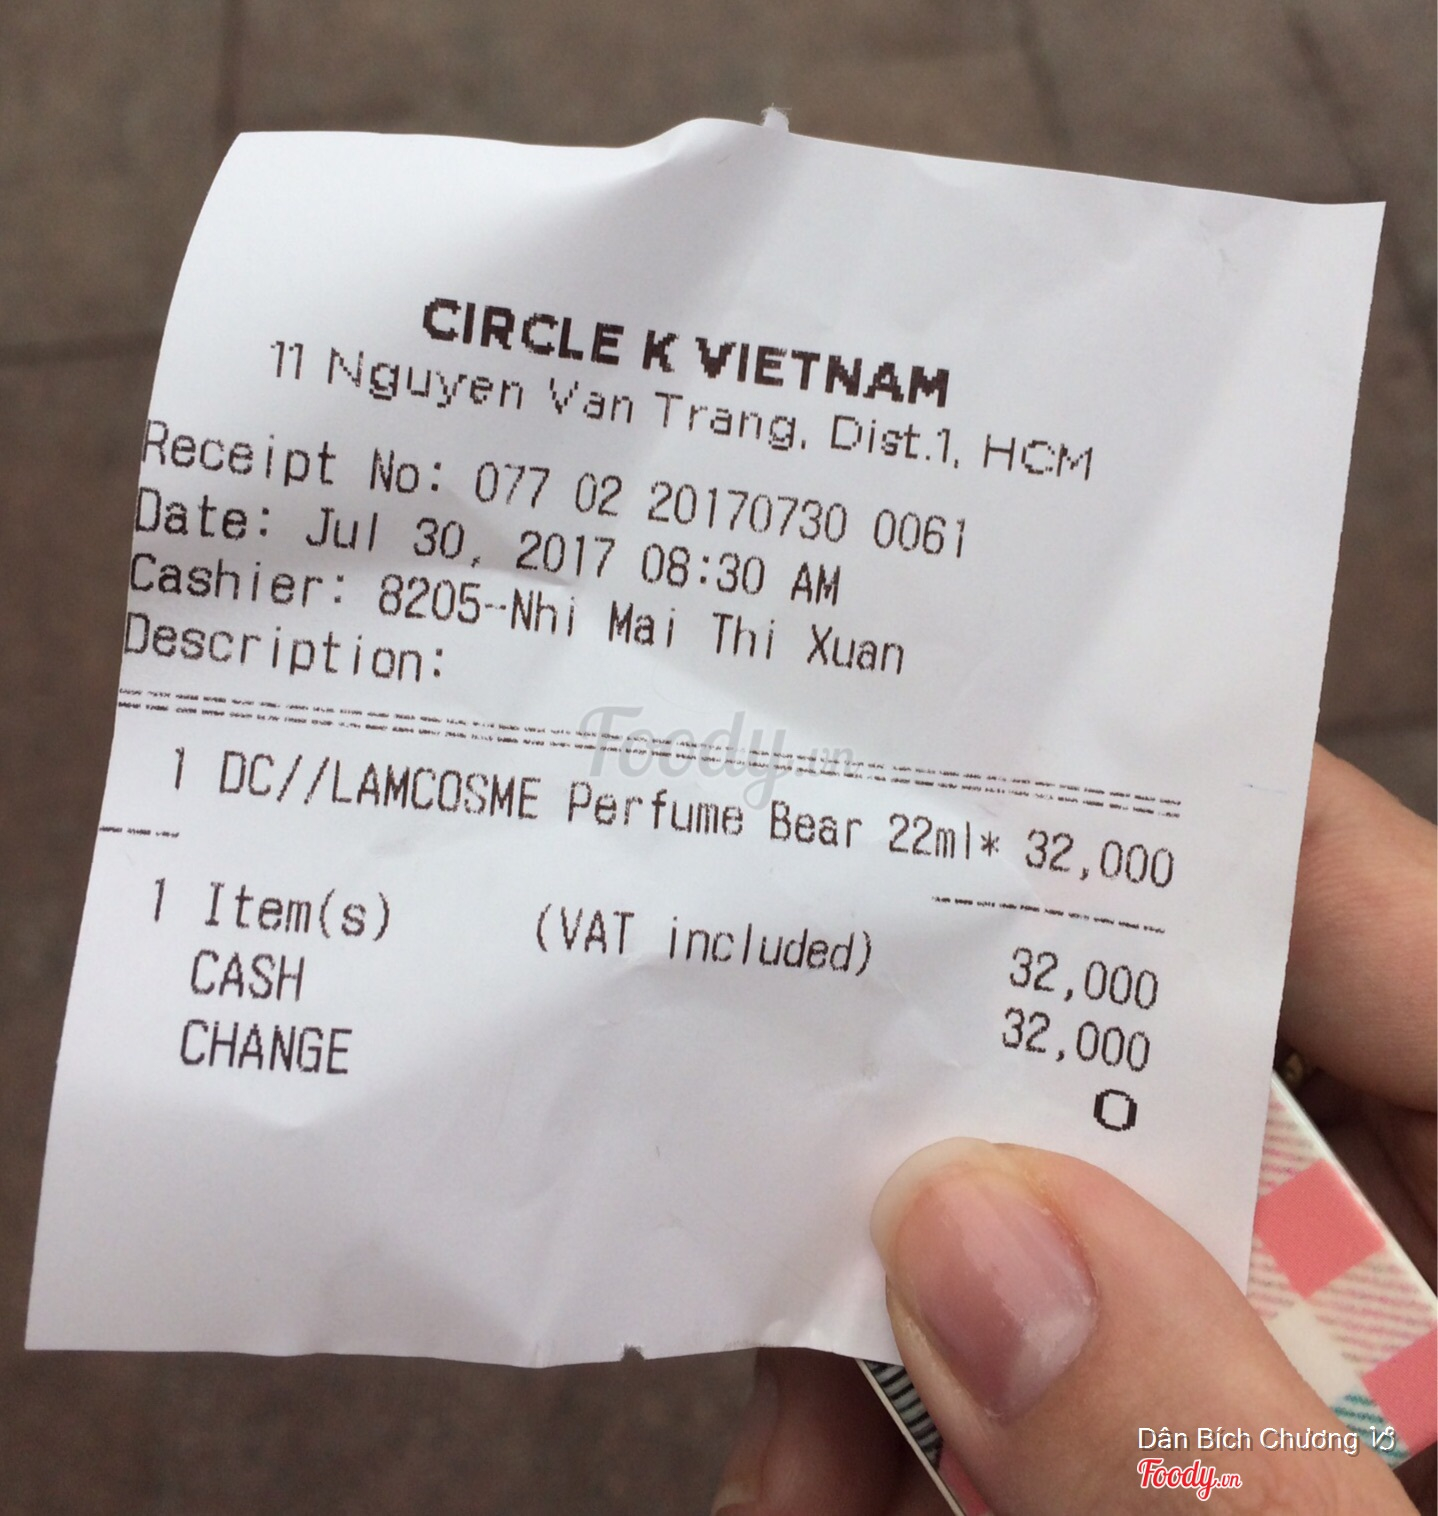 CIRCLE K VIETNAM
11 Nguyen Van Trang, Dist.1, HCM
Receipt No: 077 02 20170730 0061
Date: Jul 30, 2017 08:30 AM
Cashier: 8205--Nhi Mai Thi Xuan
Description:
1 DC//LAMCOSME Perfume Bear 22ml* 32,000
1 Item(s) (VAT included) 32,000
CASH 32,000
CHANGE 0
Foody.vn
Dân Bích Chương
Foody.vn